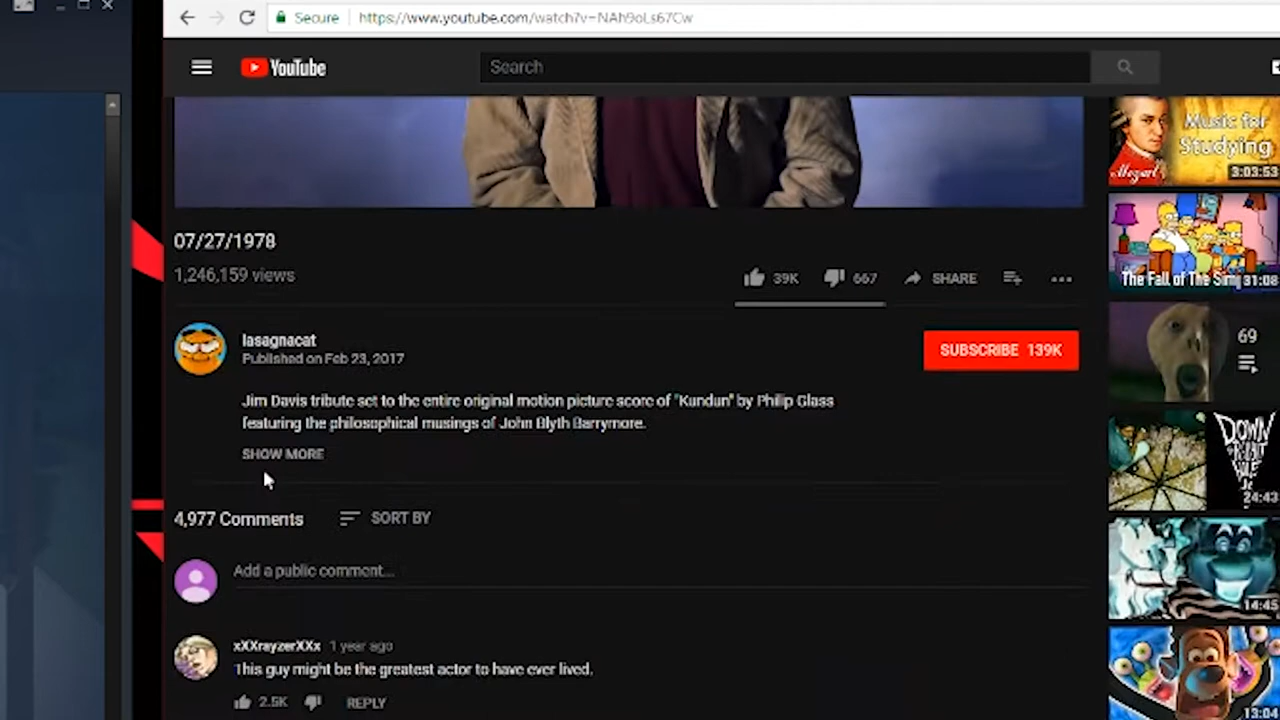 Secure https://www.youtube.com/watch?v=NAh9oLs67Cw
YouTube
Search
07/27/1978
1,246,159 views
39K 667 SHARE
lasagnacat
Published on Feb 23, 2017
SUBSCRIBE 139K
Jim Davis tribute set to the entire original motion picture score of "Kundun" by Philip Glass
featuring the philosophical musings of John Blyth Barrymore.
SHOW MORE
4,977 Comments SORT BY
Add a public comment...
xXXrayzerXXx 1 year ago
This guy might be the greatest actor to have ever lived.
2.5K REPLY
Music for
Studying
Mozart
3:03:53
The Fall of The Sim
31:08
69
DOWN
THE
RABBIT
HOLE
24:43
14:45
13:04